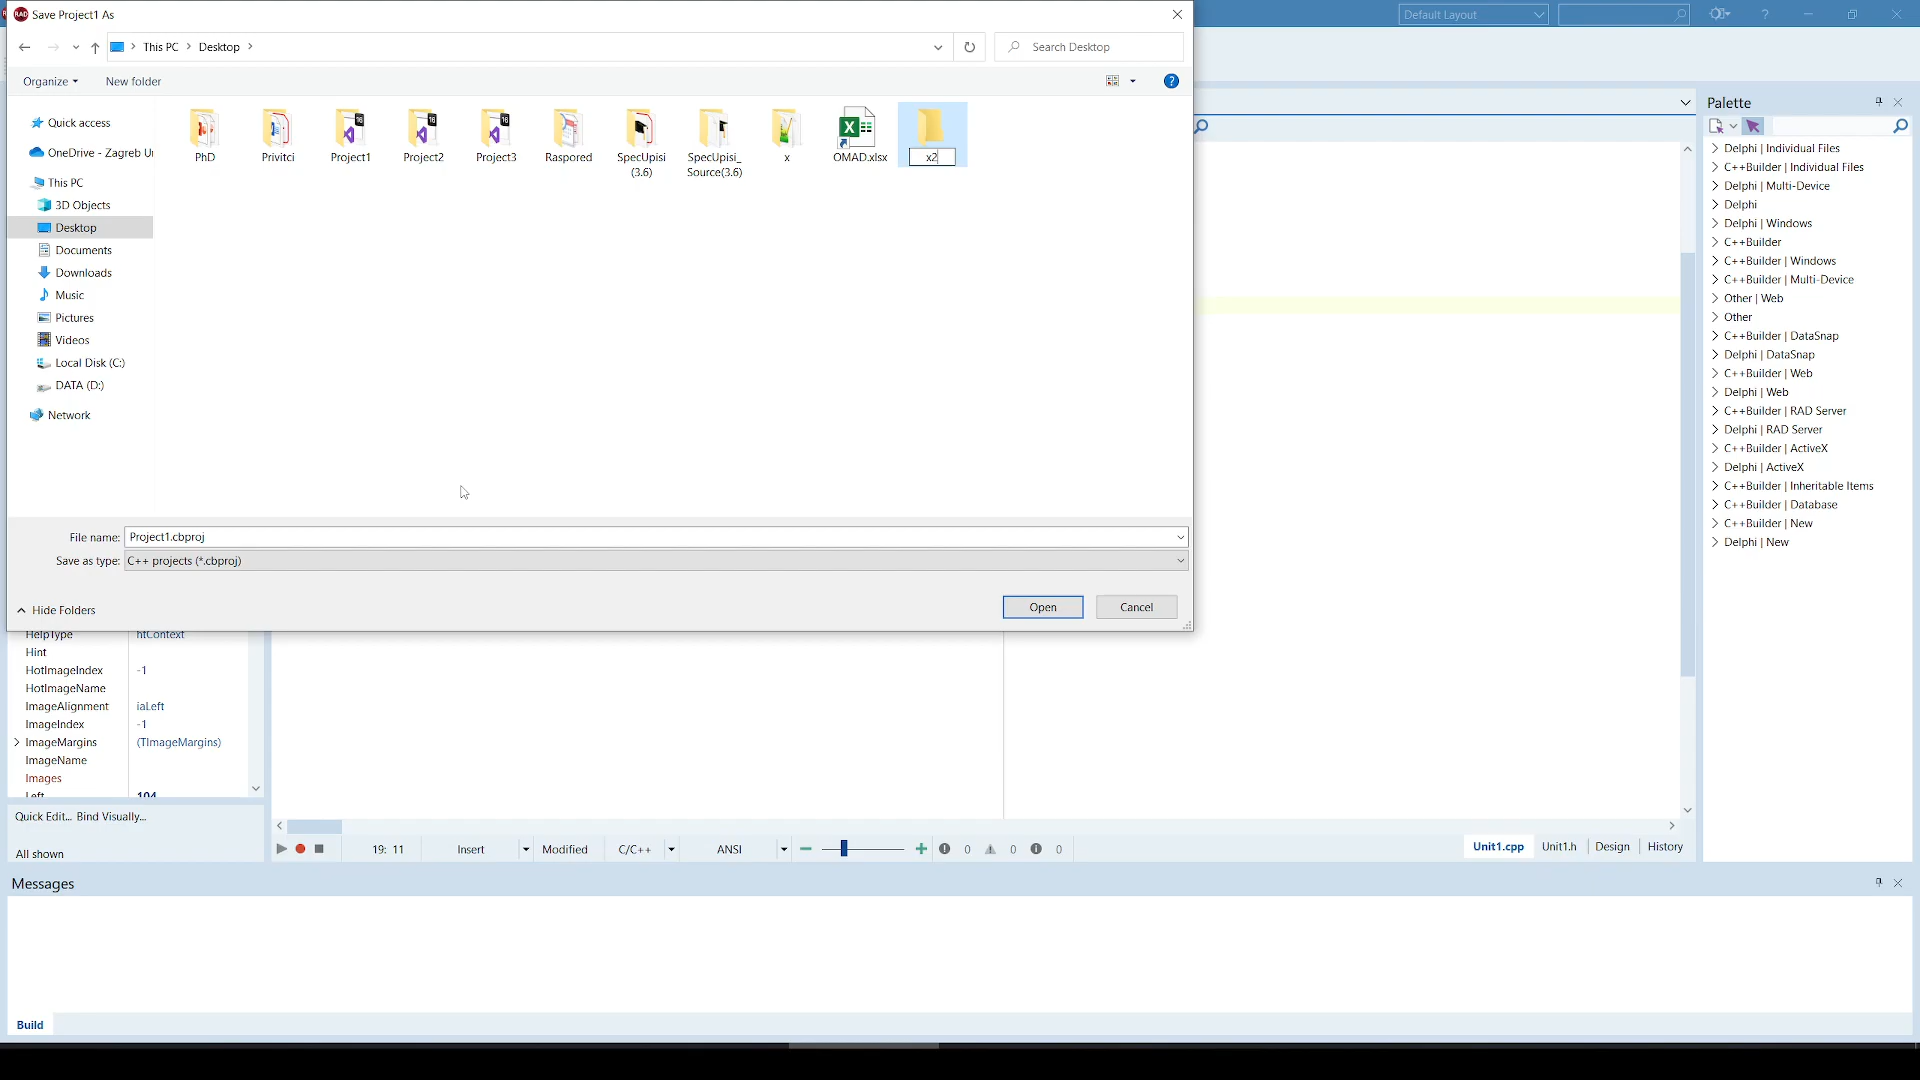 Save Project1 As
Default Layout
?
This PC
Desktop
Search Desktop
Organize
New folder
?
Quick access
OneDrive - Zagreb Un
This PC
3D Objects
Desktop
Documents
Downloads
Music
Pictures
Videos
Local Disk (C:)
DATA (D:)
Network
PhD
Privitci
Project1
Project2
Project3
Raspored
SpecUpisi
(3.6)
SpecUpisi_
Source(3.6)
x
OMAD.xlsx
x2
File name:
Project1.cbproj
Save as type:
C++ projects (*.cbproj)
Hide Folders
Open
Cancel
Palette
Delphi | Individual Files
C++Builder | Individual Files
Delphi | Multi-Device
Delphi
Delphi | Windows
C++Builder
C++Builder | Windows
C++Builder | Multi-Device
Other | Web
Other
C++Builder | DataSnap
Delphi | DataSnap
C++Builder | Web
Delphi | Web
C++Builder | RAD Server
Delphi | RAD Server
C++Builder | ActiveX
Delphi | ActiveX
C++Builder | Inheritable Items
C++Builder | Database
C++Builder | New
Delphi | New
HelpType htContext
Hint
HotImageIndex -1
HotImageName
ImageAlignment iaLeft
ImageIndex -1
ImageMargins (TImageMargins)
ImageName
Images
Left 104
Quick Edit... Bind Visually...
All shown
19: 11
Insert
Modified
C/C++
ANSI
0
0
0
Unit1.cpp
Unit1.h
Design
History
Messages
Build